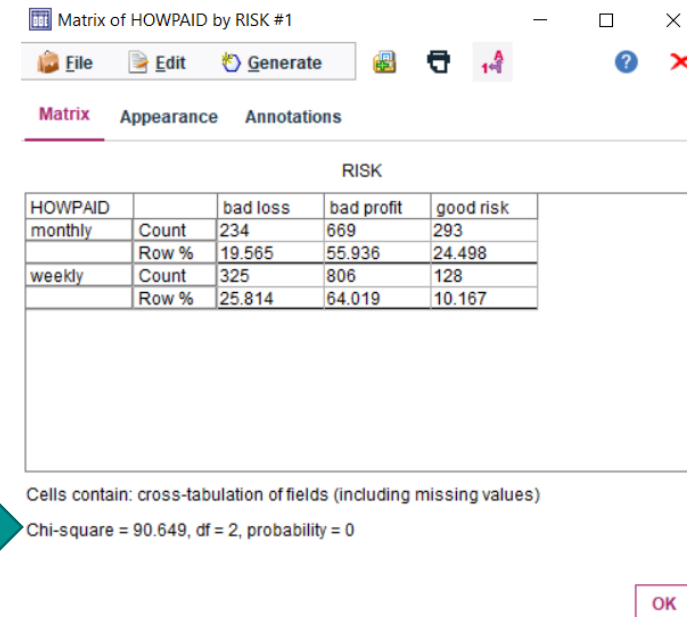 Matrix of HOWPAID by RISK #1
File Edit Generate
Matrix Appearance Annotations
RISK
HOWPAID bad loss bad profit good risk
monthly Count 234 669 293
Row % 19.565 55.936 24.498
weekly Count 325 806 128
Row % 25.814 64.019 10.167
Cells contain: cross-tabulation of fields (including missing values)
Chi-square = 90.649, df = 2, probability = 0
OK